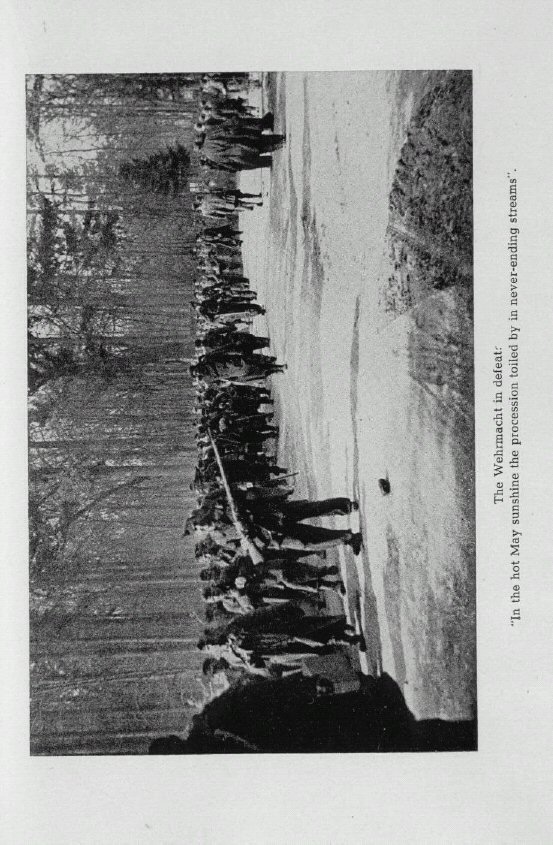 The Wehrmacht in defeat:
"In the hot May sunshine the procession toiled by in never-ending streams".